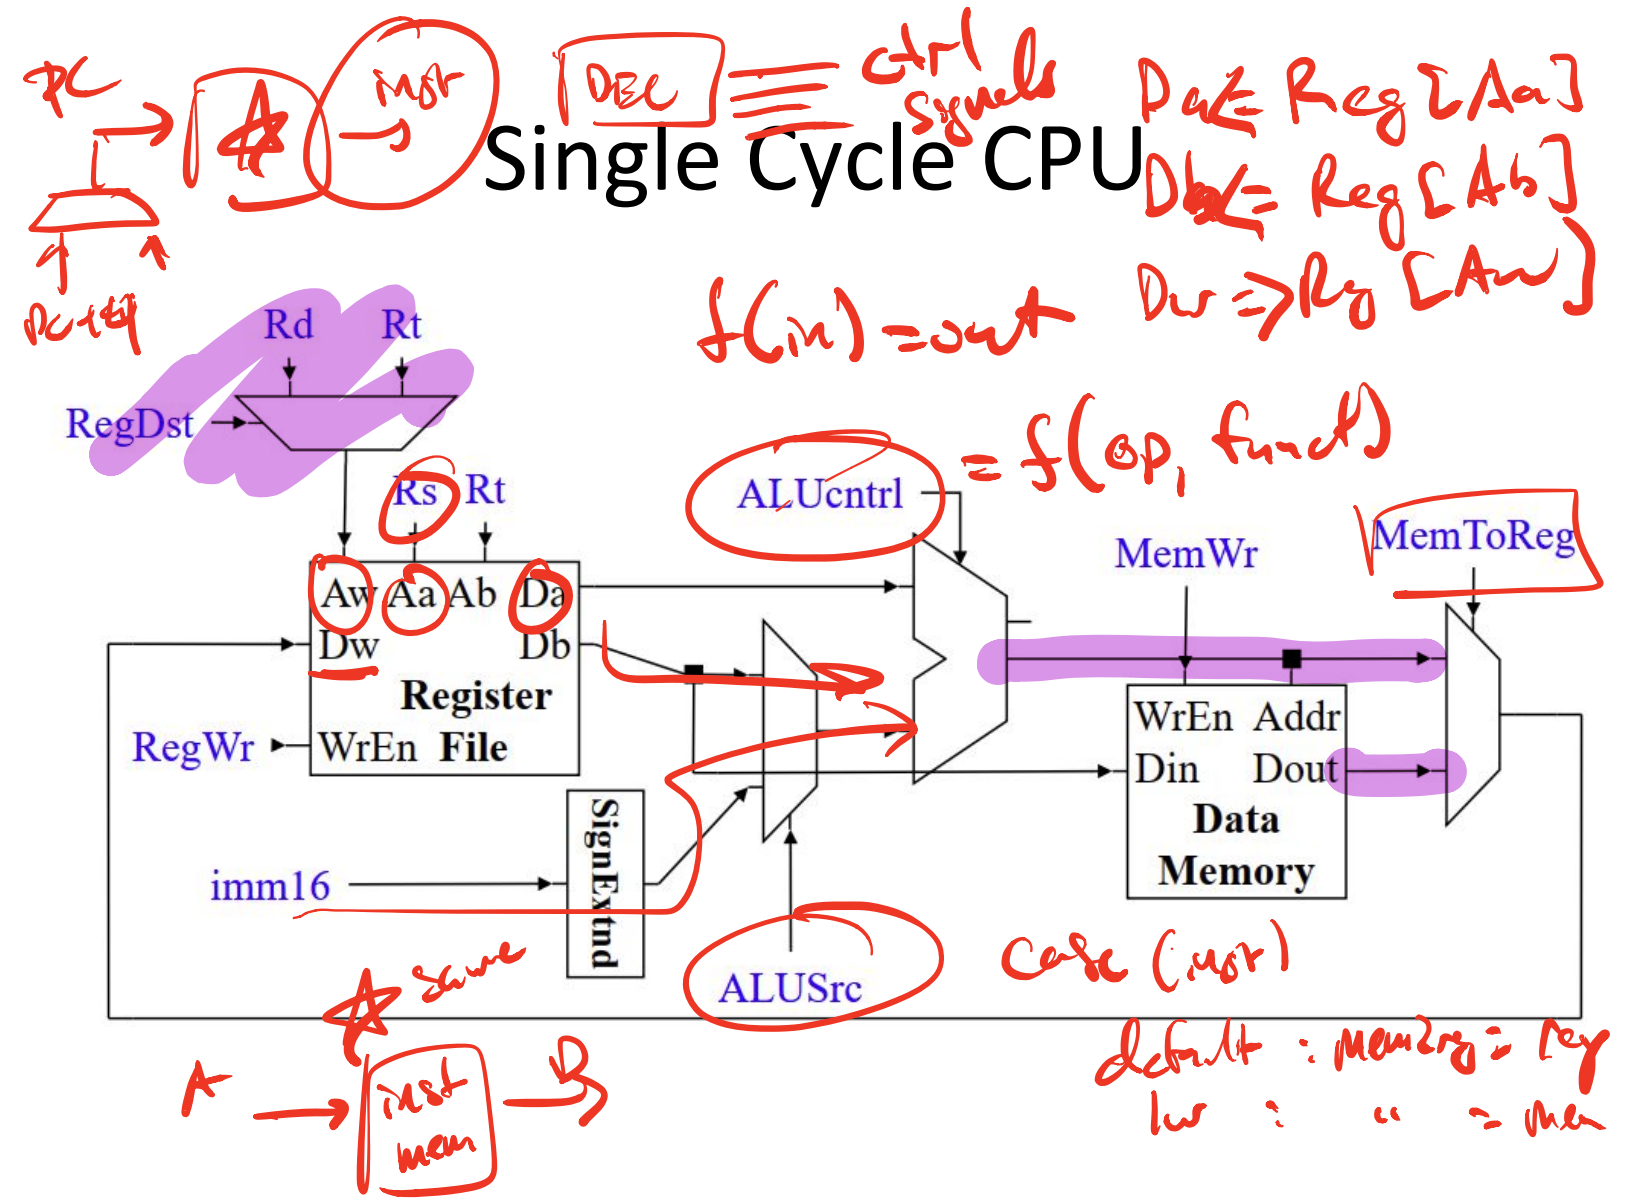 PC
inst
DEC
ctrl
signals
Single Cycle CPU
Da <= Reg[Aa]
Db <= Reg[Ab]
Dw => Reg[Aw]
PC+4
f(in) = out
Rd Rt
RegDst
Rs Rt
ALUcntrl
= f(op, funct)
MemWr
MemToReg
Aw Aa Ab Da
Dw Db
Register
RegWr WrEn File
WrEn Addr
Din Dout
Data
Memory
imm16
SignExtnd
ALUSrc
same
case (inst)
default : mem2reg = reg
lw : " = mem
A
inst
mem
D